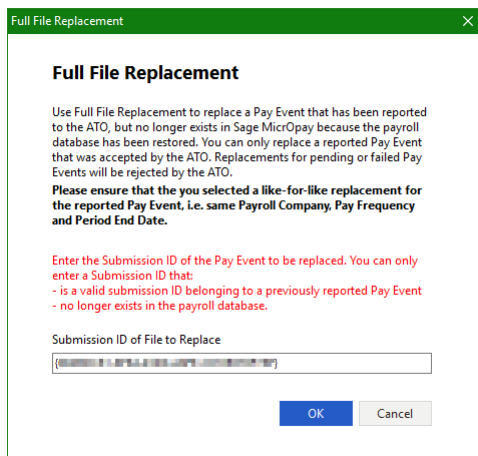 Full File Replacement
Full File Replacement
Use Full File Replacement to replace a Pay Event that has been reported
to the ATO, but no longer exists in Sage MicrOpay because the payroll
database has been restored. You can only replace a reported Pay Event
that was accepted by the ATO. Replacements for pending or failed Pay
Events will be rejected by the ATO.
Please ensure that the you selected a like-for-like replacement for
the reported Pay Event, i.e. same Payroll Company, Pay Frequency
and Period End Date.
Enter the Submission ID of the Pay Event to be replaced. You can only
enter a Submission ID that:
- is a valid submission ID belonging to a previously reported Pay Event
- no longer exists in the payroll database.
Submission ID of File to Replace
OK
Cancel